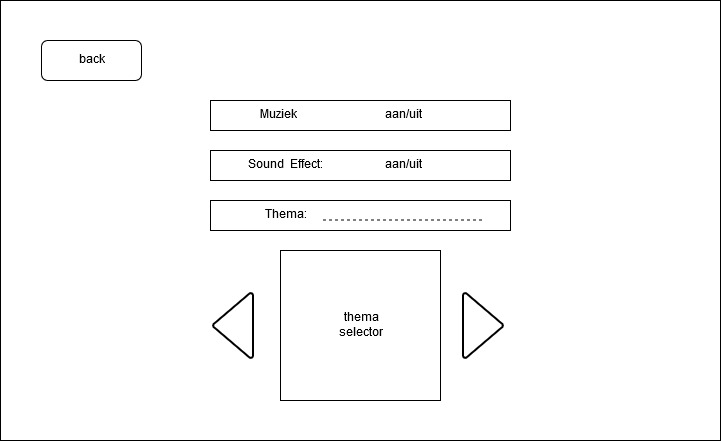 back
Muziek aan/uit
Sound Effect: aan/uit
Thema:
thema
selector